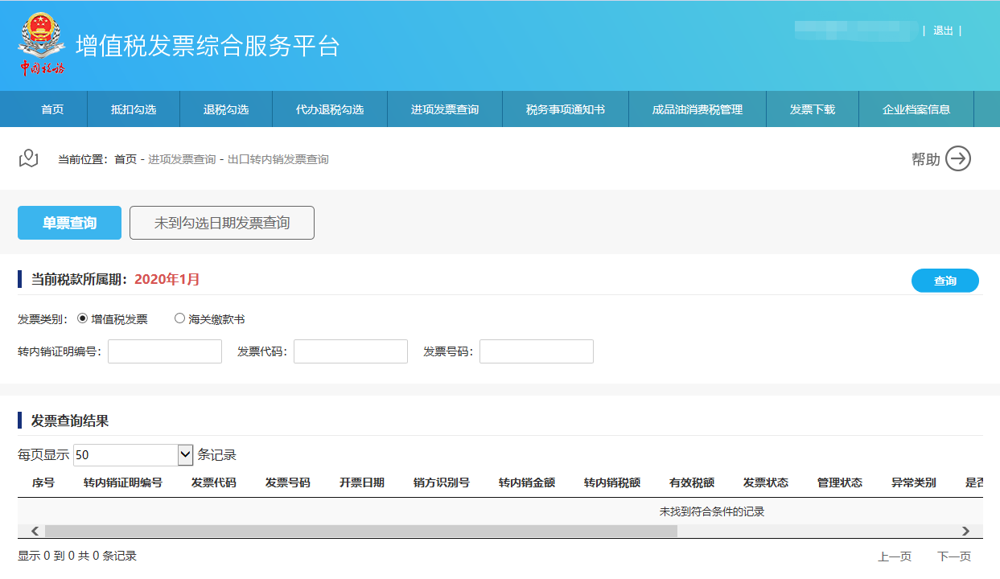 增值税发票综合服务平台
中国税务
| 退出 |
首页 抵扣勾选 退税勾选 代办退税勾选 进项发票查询 税务事项通知书 成品油消费税管理 发票下载 企业档案信息
当前位置：首页 - 进项发票查询 - 出口转内销发票查询
帮助
单票查询 未到勾选日期发票查询
当前税款所属期：2020年1月
查询
发票类别： 增值税发票 海关缴款书
转内销证明编号： 发票代码： 发票号码：
发票查询结果
每页显示 50 条记录
序号 转内销证明编号 发票代码 发票号码 开票日期 销方识别号 转内销金额 转内销税额 有效税额 发票状态 管理状态 异常类别 是否
未找到符合条件的记录
显示 0 到 0 共 0 条记录
上一页 下一页